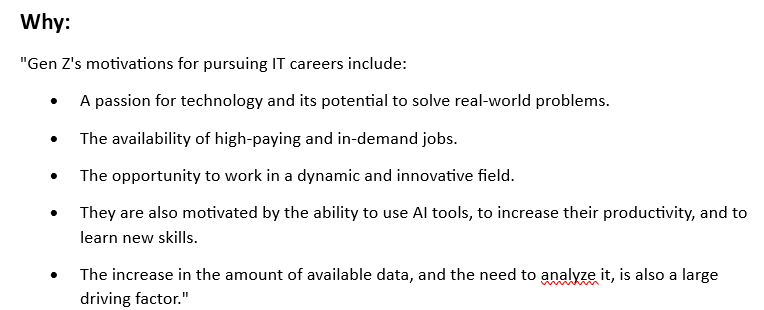 Why:
"Gen Z's motivations for pursuing IT careers include:
• A passion for technology and its potential to solve real-world problems.
• The availability of high-paying and in-demand jobs.
• The opportunity to work in a dynamic and innovative field.
• They are also motivated by the ability to use AI tools, to increase their productivity, and to
learn new skills.
• The increase in the amount of available data, and the need to analyze it, is also a large
driving factor."